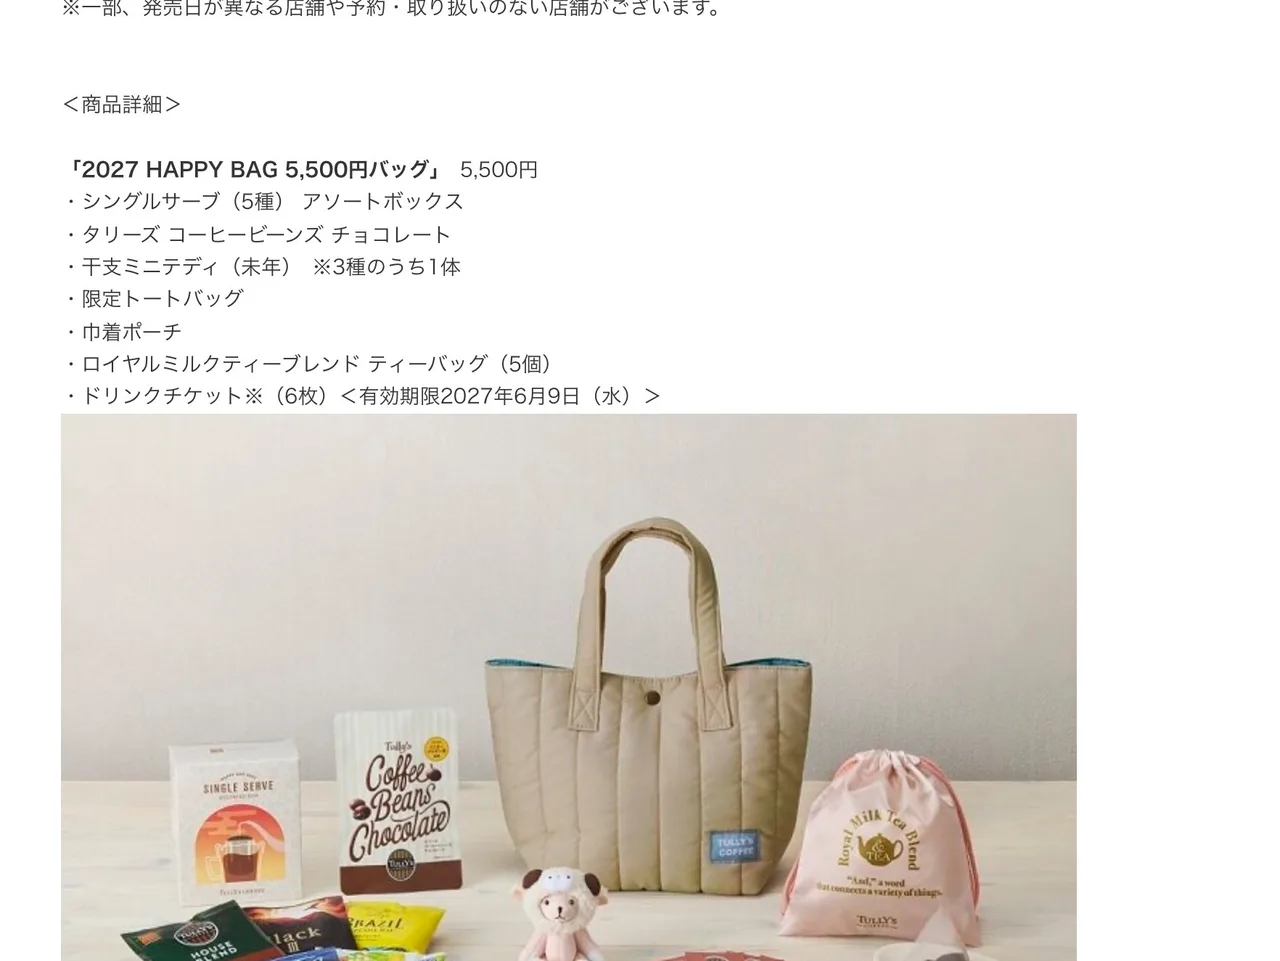 ※一部、発売日が異なる店舗や予約・取り扱いのない店舗がございます。
＜商品詳細＞
「2027 HAPPY BAG 5,500円バッグ」 5,500円
・シングルサーブ（5種） アソートボックス
・タリーズ コーヒービーンズ チョコレート
・干支ミニテディ（未年） ※3種のうち1体
・限定トートバッグ
・巾着ポーチ
・ロイヤルミルクティーブレンド ティーバッグ（5個）
・ドリンクチケット※（6枚）＜有効期限2027年6月9日（水）＞
SINGLE SERVE
Tully's
Coffee
Beans
Chocolate
TULLY'S
TULLY'S
COFFEE
Royal Milk Tea Blend
&
TEA
"And," a word
that connects a variety of things.
TULLY'S
HOUSE
BLEND
Black
BRAZIL